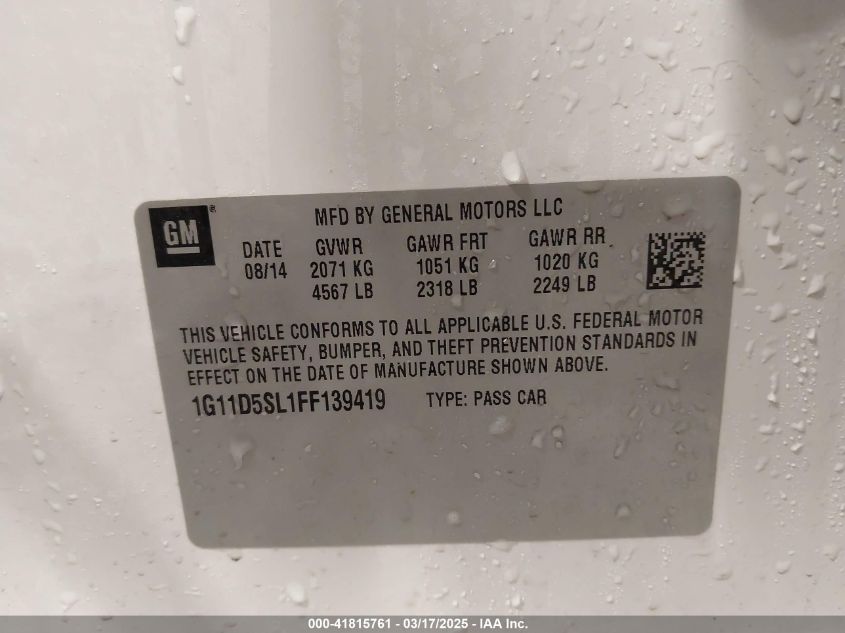 GM®
MFD BY GENERAL MOTORS LLC
DATE GVWR GAWR FRT GAWR RR
08/14 2071 KG 1051 KG 1020 KG
4567 LB 2318 LB 2249 LB
THIS VEHICLE CONFORMS TO ALL APPLICABLE U.S. FEDERAL MOTOR
VEHICLE SAFETY, BUMPER, AND THEFT PREVENTION STANDARDS IN
EFFECT ON THE DATE OF MANUFACTURE SHOWN ABOVE.
1G11D5SL1FF139419 TYPE: PASS CAR
000-41815761 - 03/17/2025 - IAA Inc.